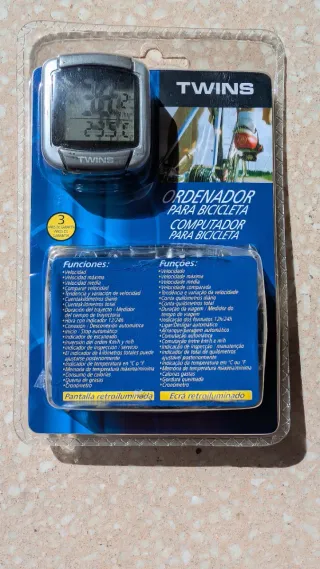 TWINS
TWINS
ORDENADOR
PARA BICICLETA
COMPUTADOR
PARA BICICLETA
3
Funciones:
•Velocidad
•Velocidad máxima
•Velocidad media
•Comparar velocidad
•Tendencia y variación de velocidad
•Cuentakilómetros diario
•Cuentakilómetros total
•Duración del trayecto - Medidor
del tiempo de trayectoria
•Hora con indicador 12/24h
•Conexión - Desconexión automática
•Inicio - Stop automático
•Indicador de escaneado
•Inversión del orden Km/h y m/h
•Indicador de inspección - servicio
•El indicador de kilómetros totales puede
ajustarse posteriormente
•Indicador de temperatura en °C o °F
•Memoria de temperatura máxima/mínima
•Consumo de calorías
•Quema de grasas
•Cronómetro
Funções:
•Velocidade
•Velocidade máxima
•Velocidade média
•Velocidade comparada
•Tendência e variação da velocidade
•Conta-quilómetros diário
•Conta-quilómetros total
•Duração da viagem - Medidor do
tempo de viagem
•Indicação das horas 12h/24h
•Ligar/Desligar automático
•Arranque/paragem automático
•Comutação automática
•Comutação entre km/h e m/h
•Indicação de inspecção - manutenção
•Indicador do total de quilómetros
ajustável posteriormente
•Indicação de temperatura em °C ou °F
•Memória de temperatura máxima/mínima
•Calorias gastas
•Gordura queimada
•Cronómetro
Pantalla retroiluminada
Ecrã retroiluminado